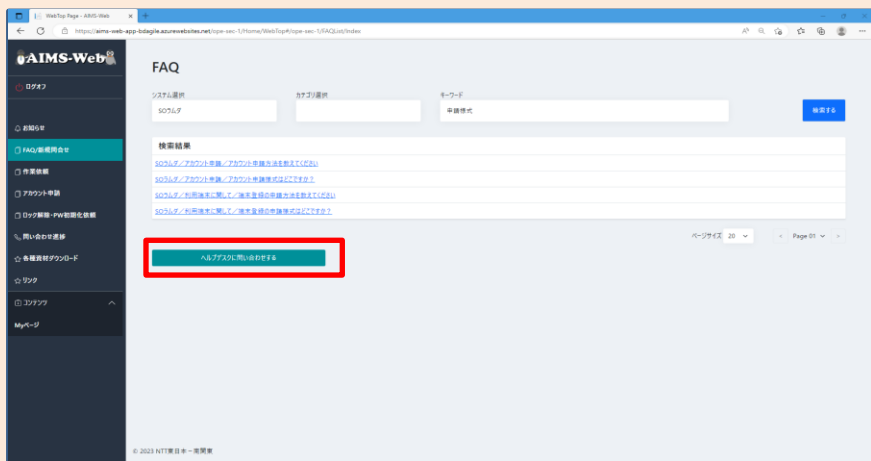 WebTop Page - AIMS-Web
https://aims-web-app-bdagile.azurewebsites.net/ope-sec-1/Home/WebTop#/ope-sec-1/FAQList/Index
AIMS-Web
ログオフ
お知らせ
FAQ/新規問合せ
作業依頼
アカウント申請
ロック解除・PW初期化依頼
問い合わせ進捗
各種資材ダウンロード
リンク
コンテンツ
Myページ
FAQ
システム選択 カテゴリ選択 キーワード
SOラムダ 申請様式 検索する
検索結果
SOラムダ/アカウント申請/アカウント申請方法を教えてください
SOラムダ/アカウント申請/アカウント申請様式はどこですか?
SOラムダ/利用端末に関して/端末登録の申請方法を教えてください
SOラムダ/利用端末に関して/端末登録の申請様式はどこですか?
ページサイズ 20 < Page 01 >
ヘルプデスクに問い合わせする
© 2023 NTT東日本-南関東